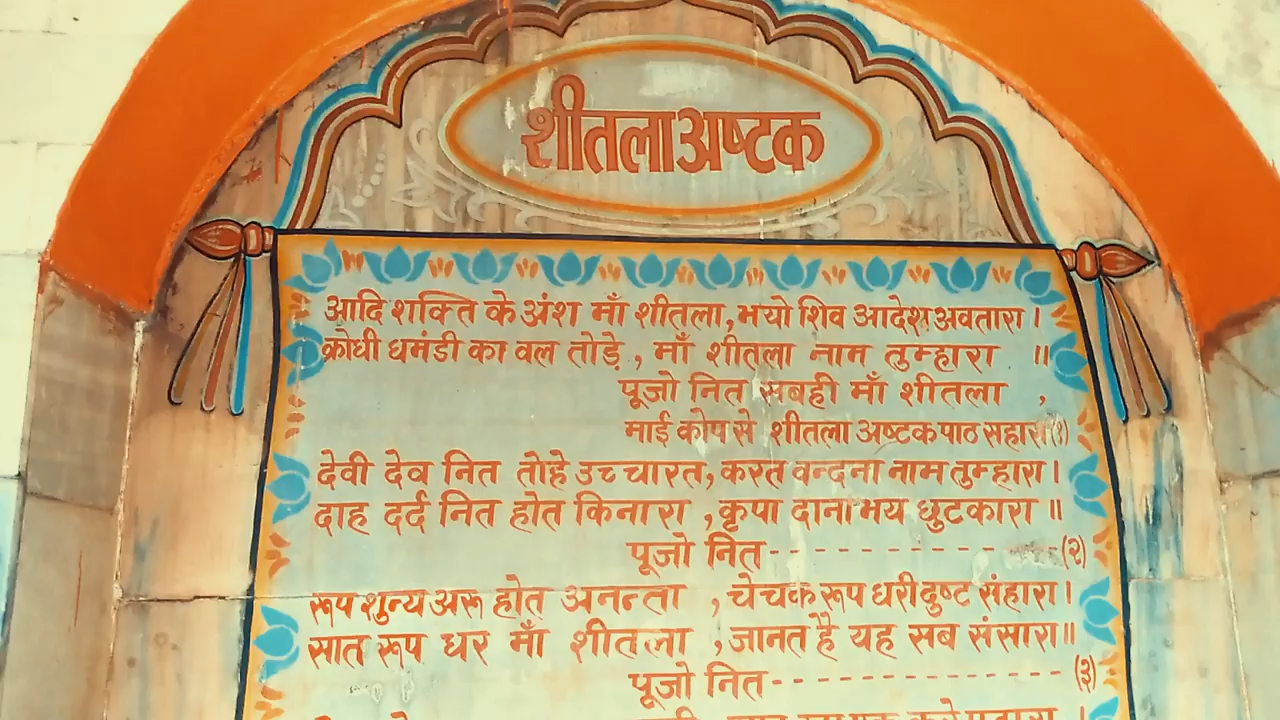 शीतला अष्टक
आदि शक्ति के अंश माँ शीतला, भयो शिव आदेश अवतारा ।
क्रोधी घमंडी का वल तोड़े , माँ शीतला नाम तुम्हारा ॥
पूजो नित सबही माँ शीतला ,
माई कोप से शीतला अष्टक पाठ सहारा (१)
देवी देव नित तोहे उच्चारत, करत वन्दना नाम तुम्हारा ।
दाह दर्द नित होत किनारा , कृपा दाना भय छुटकारा ॥
पूजो नित-- - - - - - - - - - (२)
रूप शुन्य अरू होत अनन्ता , चेचक रूप धरी दुष्ट संहारा ।
सात रूप धर माँ शीतला , जानत है यह सब संसारा ॥
पूजो नित- - - - - - - - - - - - - - (३)